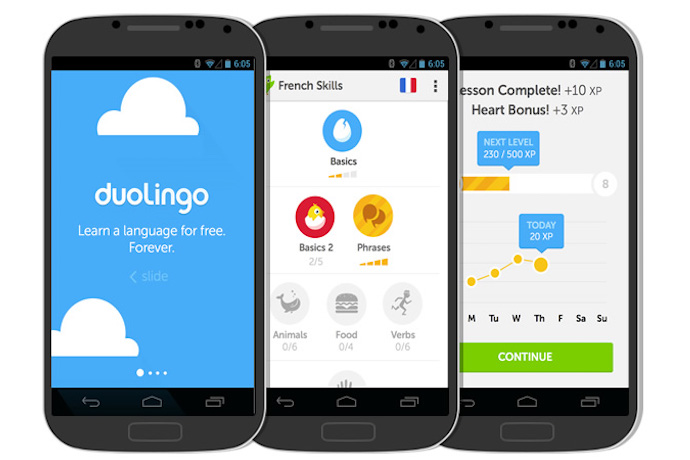 6:05
duolingo
Learn a language for free.
Forever.
slide
6:05
French Skills
Basics
Basics 2
2/5
Phrases
Animals
0/6
Food
0/4
Verbs
0/6
6:05
esson Complete! +10 XP
Heart Bonus! +3 XP
NEXT LEVEL
230 / 500 XP
8
TODAY
20 XP
M Tu W Th F Sa Su
CONTINUE